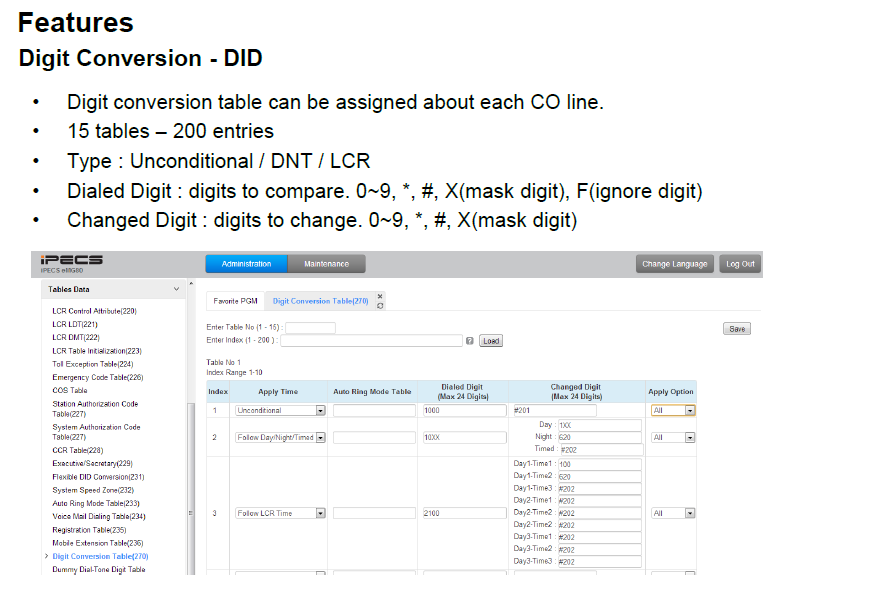 Features
Digit Conversion - DID
• Digit conversion table can be assigned about each CO line.
• 15 tables – 200 entries
• Type : Unconditional / DNT / LCR
• Dialed Digit : digits to compare. 0~9, *, #, X(mask digit), F(ignore digit)
• Changed Digit : digits to change. 0~9, *, #, X(mask digit)
iPECS
iPECS eMG80
Administration
Maintenance
Change Language
Log Out
Tables Data
LCR Control Attribute(220)
LCR LDT(221)
LCR DMT(222)
LCR Table Initialization(223)
Toll Exception Table(224)
Emergency Code Table(226)
COS Table
Station Authorization Code
Table(227)
System Authorization Code
Table(227)
CCR Table(228)
Executive/Secretary(229)
Flexible DID Conversion(231)
System Speed Zone(232)
Auto Ring Mode Table(233)
Voice Mail Dialing Table(234)
Registration Table(235)
Mobile Extension Table(236)
> Digit Conversion Table(270)
Dummy Dial-Tone Digit Table
Favorite PGM
Digit Conversion Table(270)
Enter Table No (1 - 15) :
Enter Index (1 - 200 ) :
Load
Save
Table No 1
Index Range 1-10
Index Apply Time Auto Ring Mode Table Dialed Digit (Max 24 Digits) Changed Digit (Max 24 Digits) Apply Option
1 Unconditional 1000 #201 All
2 Follow Day/Night/Timed 10XX All
Day : 1XX
Night : 620
Timed : #202
3 Follow LCR Time 2100 All
Day1-Time1 : 100
Day1-Time2 : 620
Day1-Time3 : #202
Day2-Time1 : #202
Day2-Time2 : #202
Day2-Time2 : #202
Day3-Time1 : #202
Day3-Time2 : #202
Day3-Time3 : #202